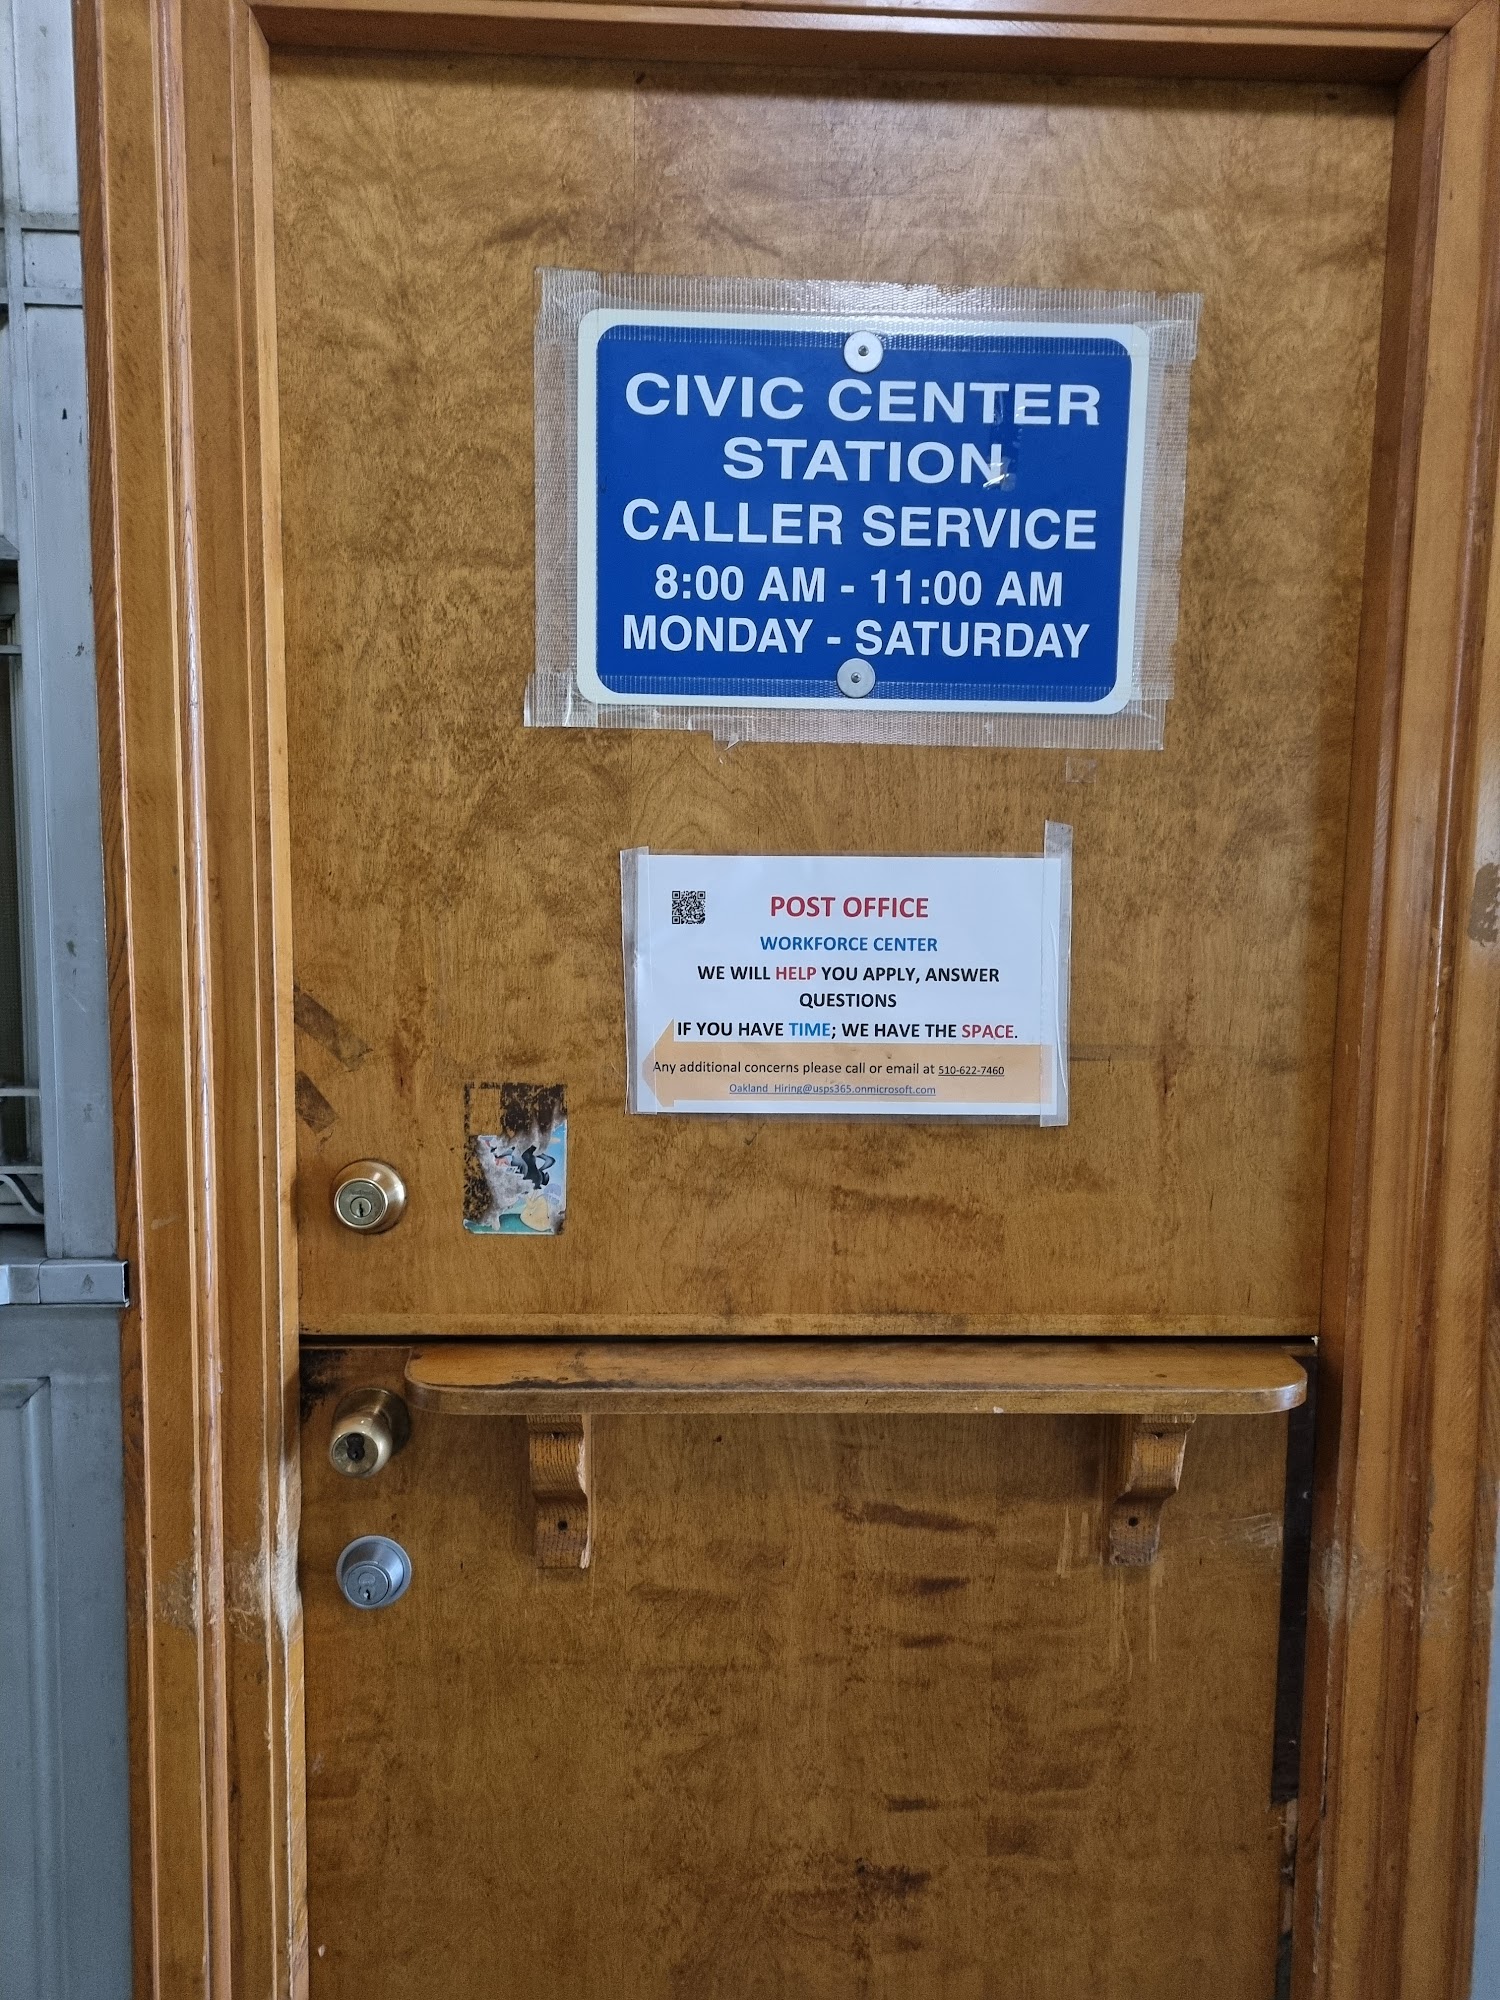 CIVIC CENTER
STATION
CALLER SERVICE
8:00 AM - 11:00 AM
MONDAY - SATURDAY
POST OFFICE
WORKFORCE CENTER
WE WILL HELP YOU APPLY, ANSWER
QUESTIONS
IF YOU HAVE TIME; WE HAVE THE SPACE.
Any additional concerns please call or email at 510-622-7460
Oakland_Hiring@usps365.onmicrosoft.com